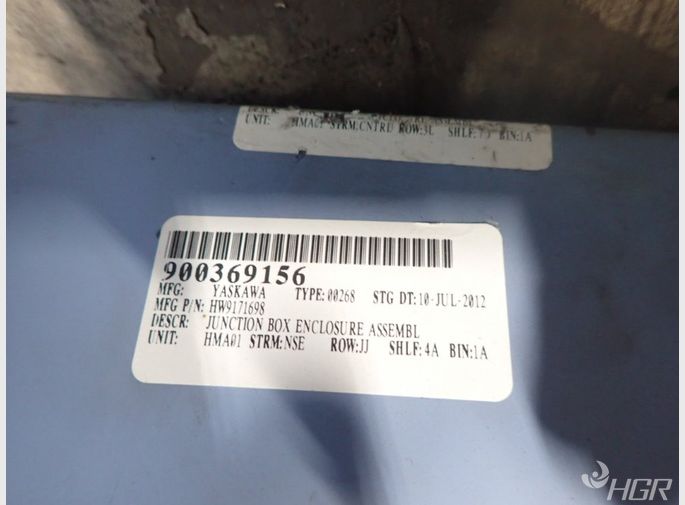 UNIT: HMA01 STRM:CNTRL ROW:3L SHLF: BIN:1A
900369156
MFG: YASKAWA TYPE:00268 STG DT:10-JUL-2012
MFG P/N: HW9171698
DESCR: JUNCTION BOX ENCLOSURE ASSEMBL
UNIT: HMA01 STRM:NSE ROW:JJ SHLF:4A BIN:1A
HGR